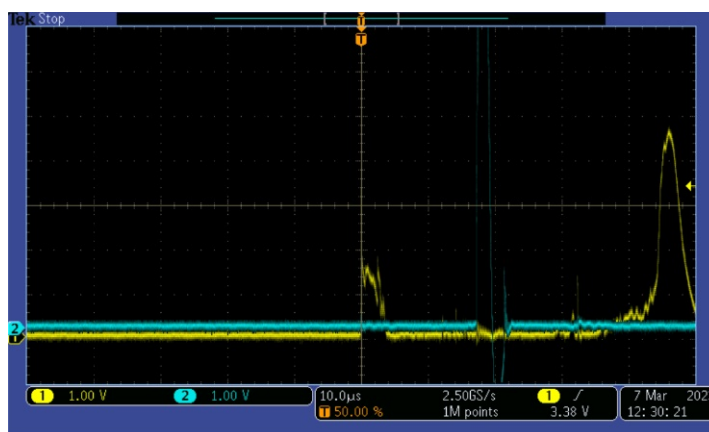 Tek Stop
T
T
2
1
1 1.00 V 2 1.00 V 10.0μs 2.50GS/s 1 ∫ 7 Mar 202
T 50.00 % 1M points 3.38 V 12:30:21